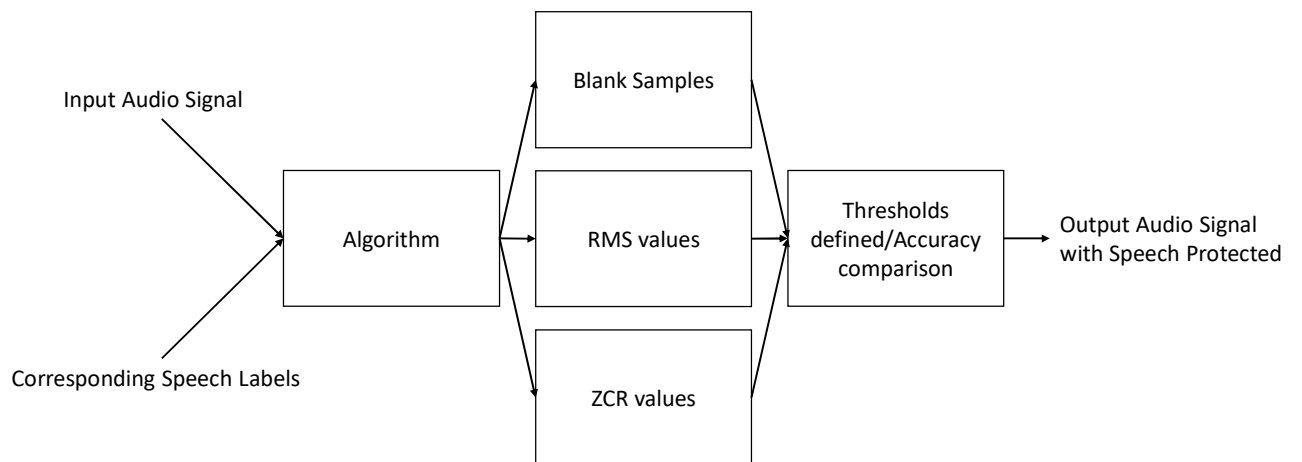 Input Audio Signal
Corresponding Speech Labels
Algorithm
Blank Samples
RMS values
ZCR values
Thresholds
defined/Accuracy
comparison
Output Audio Signal
with Speech Protected